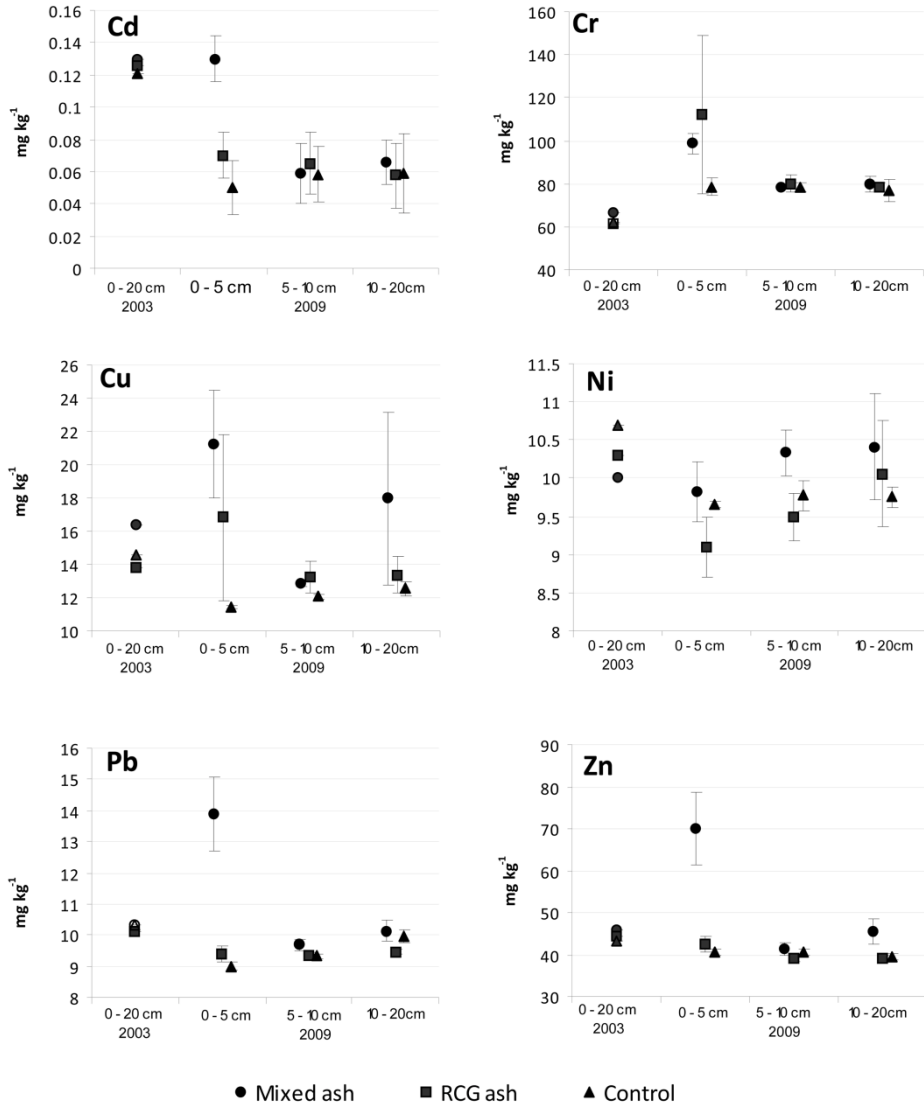 Cd
mg kg-1
0.16
0.14
0.12
0.1
0.08
0.06
0.04
0.02
0
0 - 20 cm 0 - 5 cm 5 - 10 cm 10 - 20cm
2003 2009
Cr
mg kg-1
160
140
120
100
80
60
40
0 - 20 cm 0 - 5 cm 5 - 10 cm 10 - 20cm
2003 2009
Cu
mg kg-1
26
24
22
20
18
16
14
12
10
0 - 20 cm 0 - 5 cm 5 - 10 cm 10 - 20cm
2003 2009
Ni
mg kg-1
11.5
11
10.5
10
9.5
9
8.5
8
0 - 20 cm 0 - 5 cm 5 - 10 cm 10 - 20cm
2003 2009
Pb
mg kg-1
16
15
14
13
12
11
10
9
8
0 - 20 cm 0 - 5 cm 5 - 10 cm 10 - 20cm
2003 2009
Zn
mg kg-1
90
80
70
60
50
40
30
0 - 20 cm 0 - 5 cm 5 - 10 cm 10 - 20cm
2003 2009
Mixed ash RCG ash Control